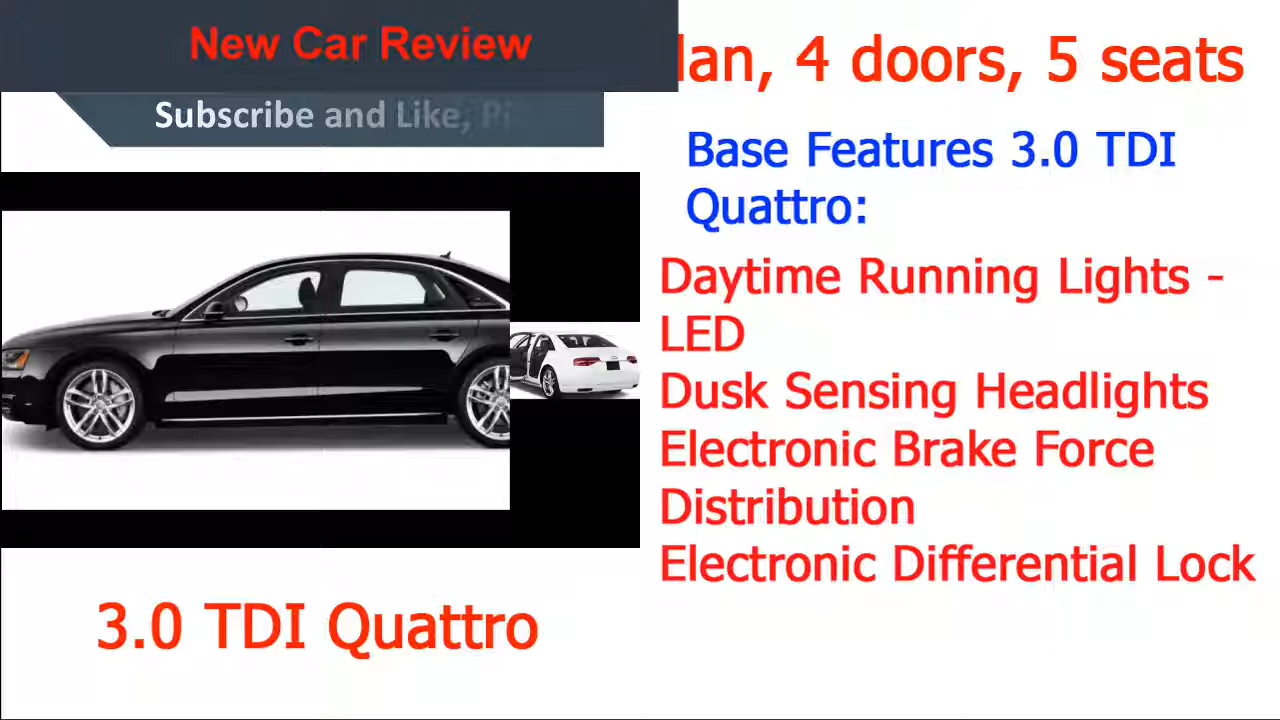 New Car Review
Subscribe and Like,
4 doors, 5 seats
Base Features 3.0 TDI
Quattro:
Daytime Running Lights -
LED
Dusk Sensing Headlights
Electronic Brake Force
Distribution
Electronic Differential Lock
3.0 TDI Quattro